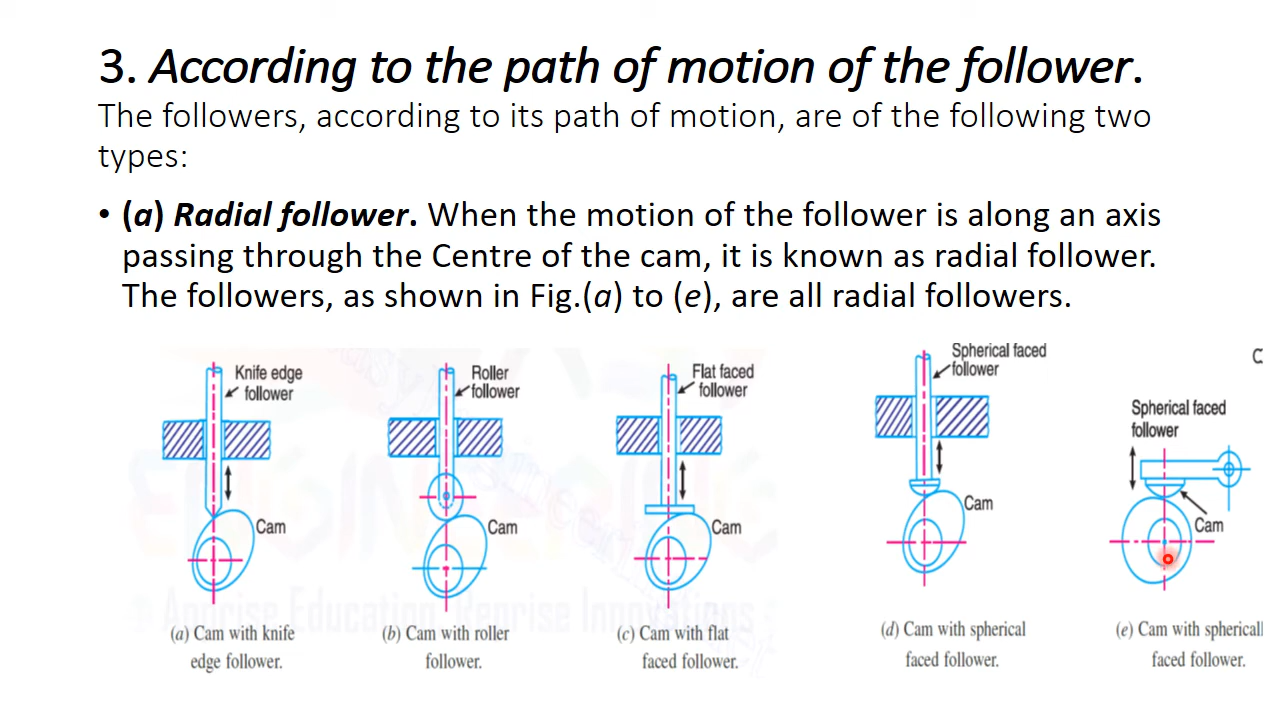 3. According to the path of motion of the follower.
The followers, according to its path of motion, are of the following two
types:
• (a) Radial follower. When the motion of the follower is along an axis
passing through the Centre of the cam, it is known as radial follower.
The followers, as shown in Fig.(a) to (e), are all radial followers.
Knife edge
follower
Cam
(a) Cam with knife
edge follower.
Roller
follower
Cam
(b) Cam with roller
follower.
Flat faced
follower
Cam
(c) Cam with flat
faced follower.
Spherical faced
follower
Cam
(d) Cam with spherical
faced follower.
C
Spherical faced
follower
Cam
(e) Cam with spherical
faced follower.
Education Reprise Innovations